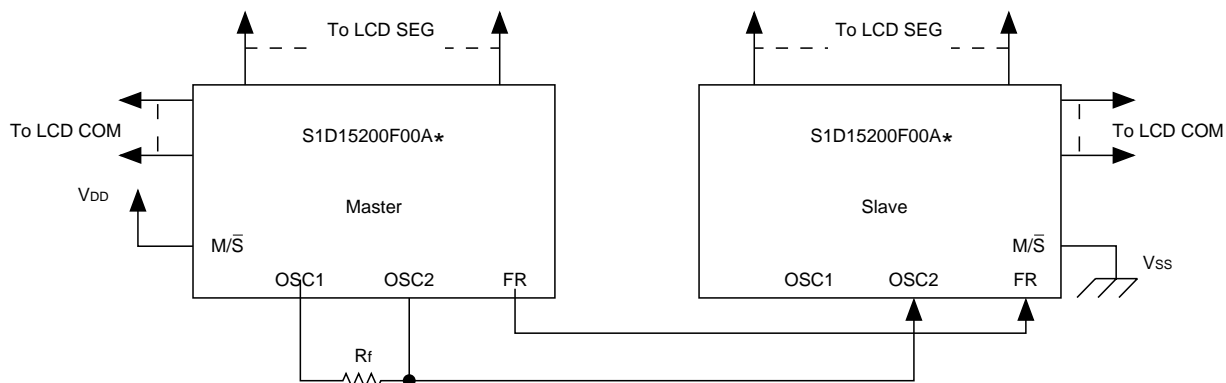 To LCD SEG
To LCD SEG
To LCD COM
S1D15200F00A*
S1D15200F00A*
To LCD COM
VDD
Master
Slave
M/S̅
M/S̅
VSS
OSC1 OSC2 FR
OSC1 OSC2 FR
Rf